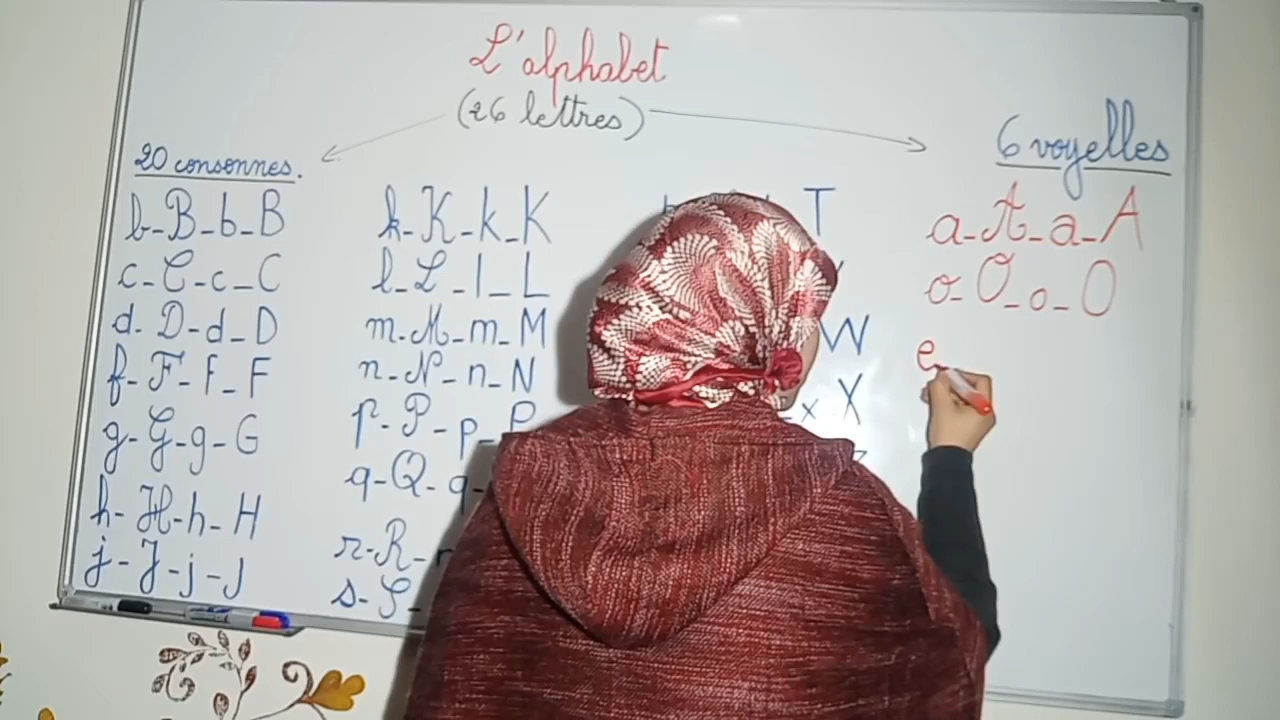 L'alphabet
(26 lettres)
20 consonnes.
b-B-b-B
c-C-c-C
d-D-d-D
f-F-f-F
g-G-g-G
h-H-h-H
j-J-j-J
k-K-k-K
l-L-l-L
m-M-m-M
n-N-n-N
p-P-p-P
q-Q-q-
r-R-r
s-S-
T
W
x X
6 voyelles
a-A-a-A
o-O-o-O
e